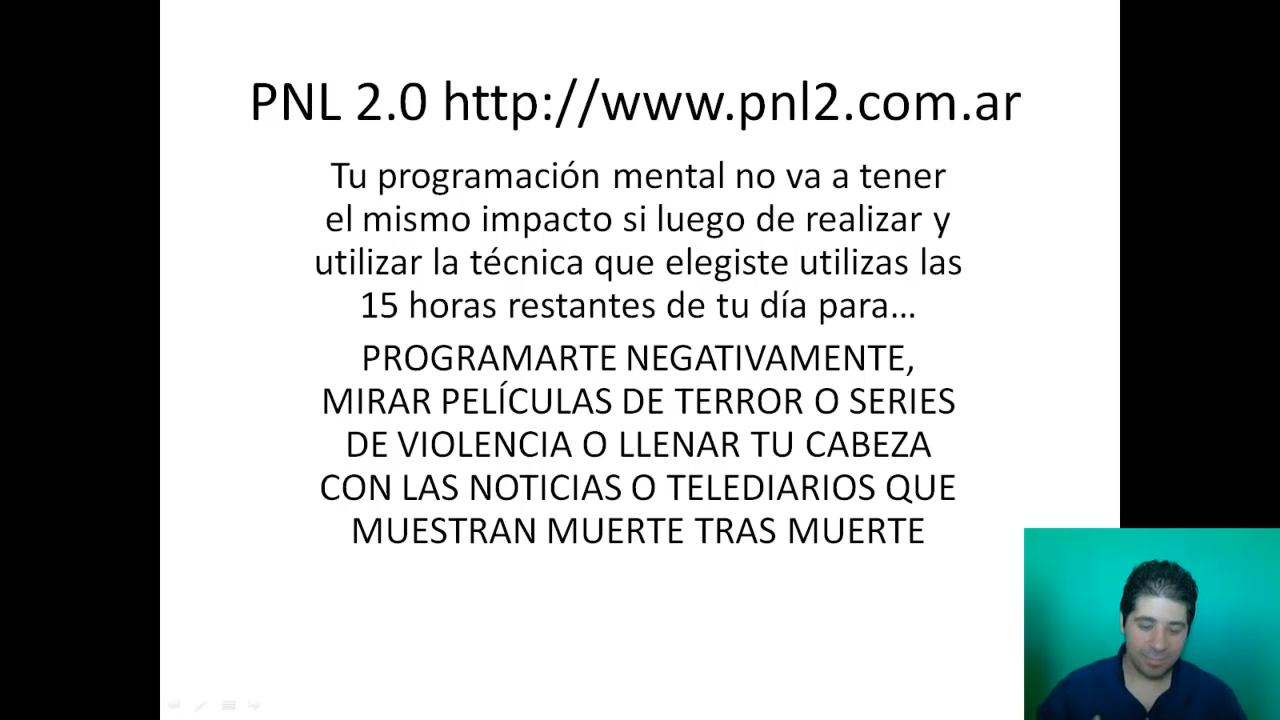 PNL 2.0 http://www.pnl2.com.ar
Tu programación mental no va a tener
el mismo impacto si luego de realizar y
utilizar la técnica que elegiste utilizas las
15 horas restantes de tu día para...
PROGRAMARTE NEGATIVAMENTE,
MIRAR PELÍCULAS DE TERROR O SERIES
DE VIOLENCIA O LLENAR TU CABEZA
CON LAS NOTICIAS O TELEDIARIOS QUE
MUESTRAN MUERTE TRAS MUERTE